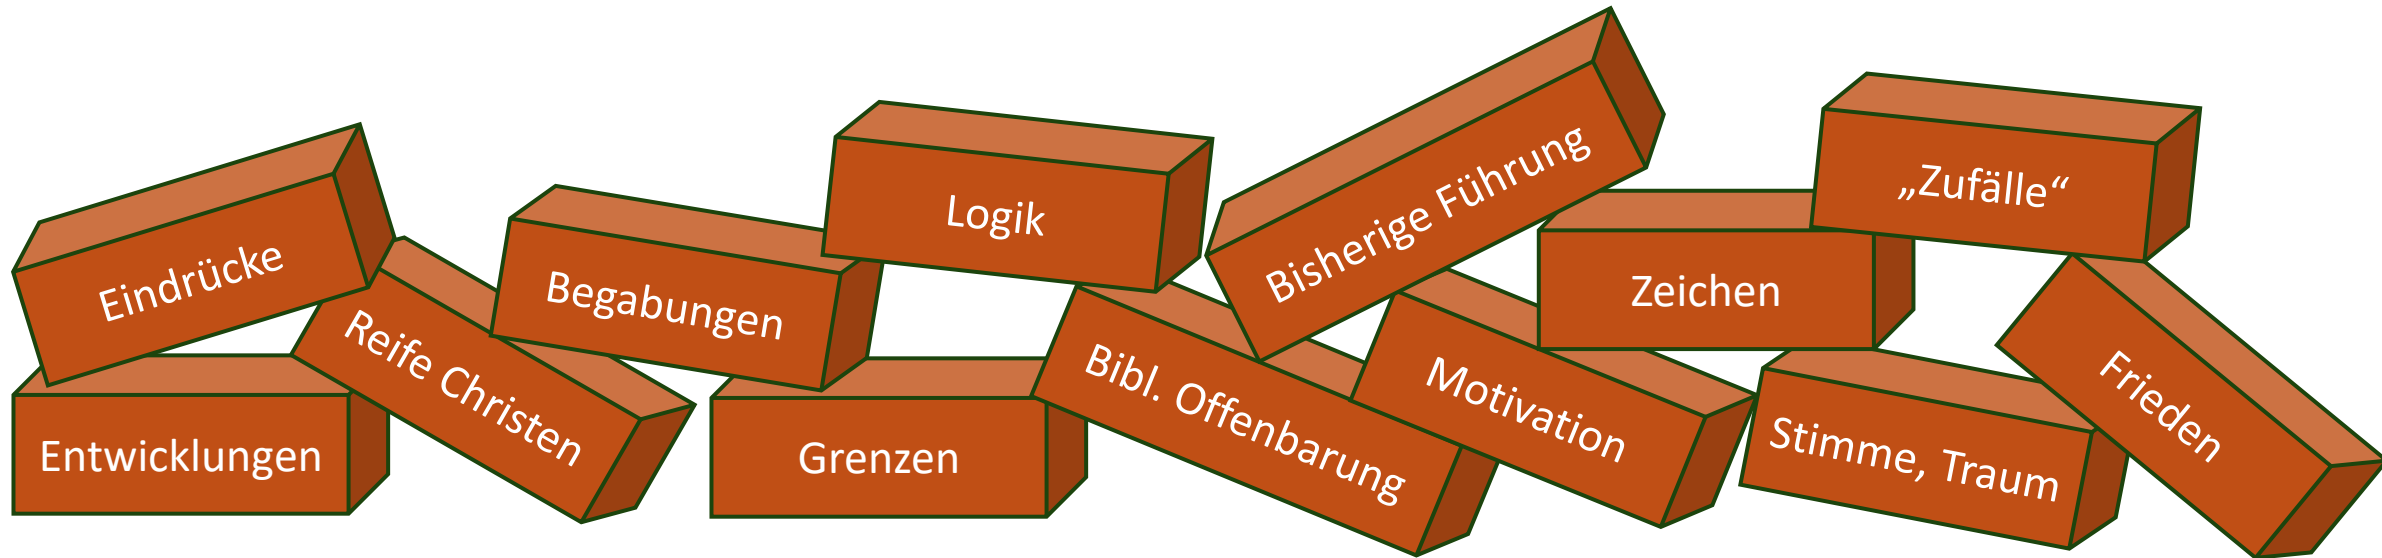 Eindrücke
Entwicklungen
Reife Christen
Begabungen
Logik
Grenzen
Bibl. Offenbarung
Bisherige Führung
Motivation
Zeichen
„Zufälle“
Stimme, Traum
Frieden